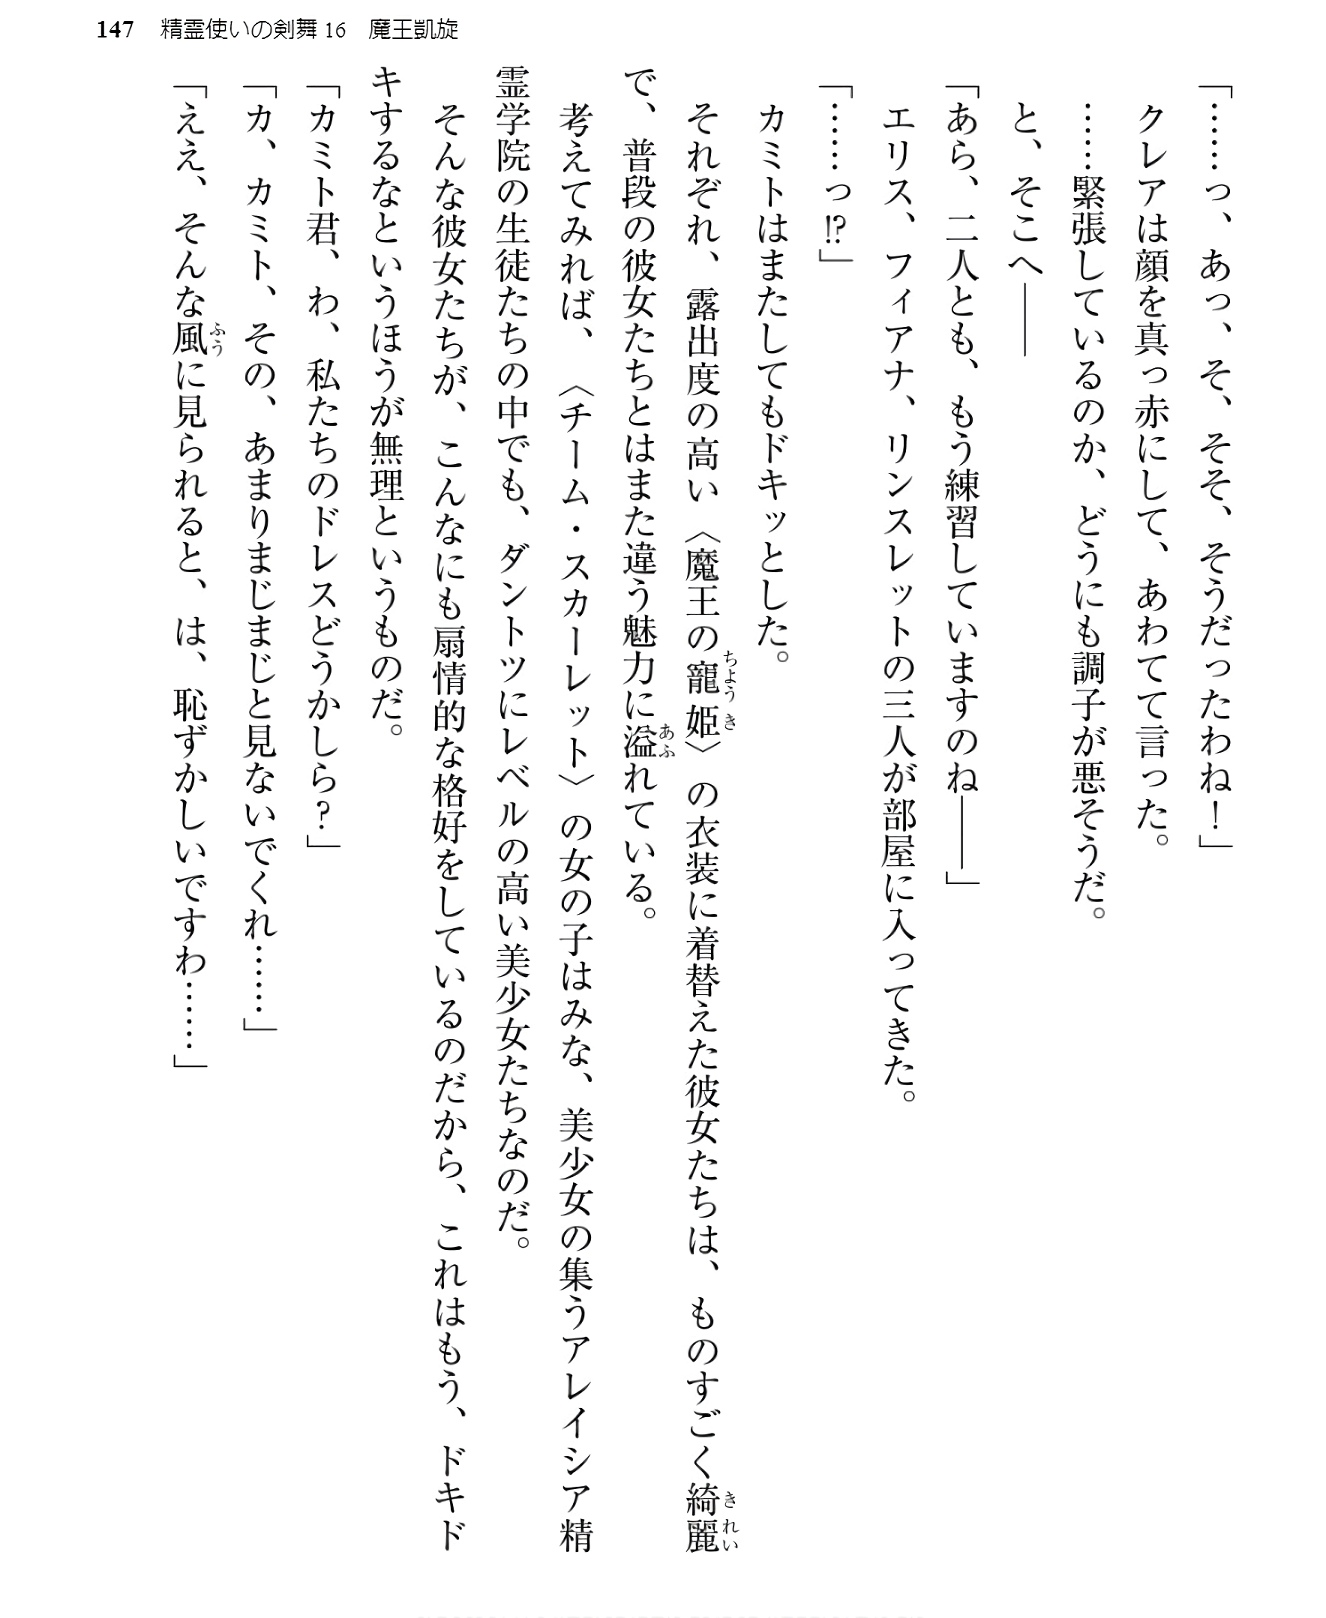 147 精霊使いの剣舞16 魔王凱旋
「……っ、あっ、そ、そそ、そうだったわね！」
クレアは顔を真っ赤にして、あわてて言った。
……緊張しているのか、どうにも調子が悪そうだ。
と、そこへ――
「あら、二人とも、もう練習していますのね――」
エリス、フィアナ、リンスレットの三人が部屋に入ってきた。
「……っ!?」
カミトはまたしてもドキッとした。
それぞれ、露出度の高い〈魔王の寵姫〉の衣装に着替えた彼女たちは、ものすごく綺麗
で、普段の彼女たちとはまた違う魅力に溢れている。
考えてみれば、〈チーム・スカーレット〉の女の子はみな、美少女の集うアレイシア精
霊学院の生徒たちの中でも、ダントツにレベルの高い美少女たちなのだ。
そんな彼女たちが、こんなにも扇情的な格好をしているのだから、これはもう、ドキド
キするなというほうが無理というものだ。
「カミト君、わ、私たちのドレスどうかしら？」
「カ、カミト、その、あまりまじまじと見ないでくれ……」
「ええ、そんな風に見られると、は、恥ずかしいですわ……」